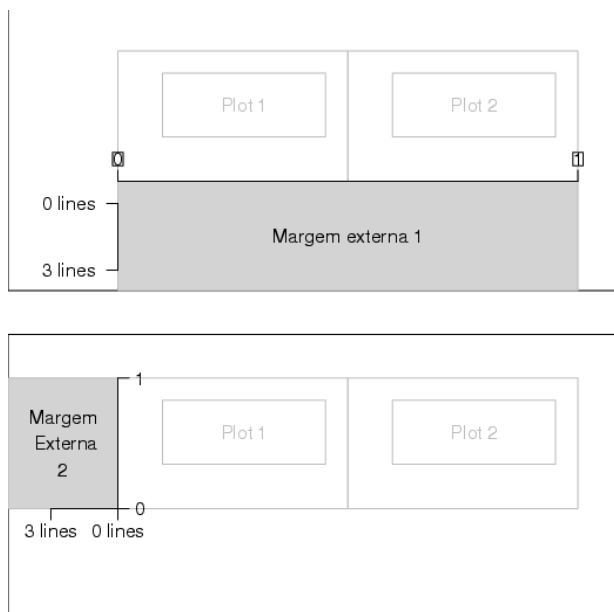 Plot 1
Plot 2
0
1
0 lines
Margem externa 1
3 lines
1
Margem
Externa
2
Plot 1
Plot 2
0
3 lines
0 lines